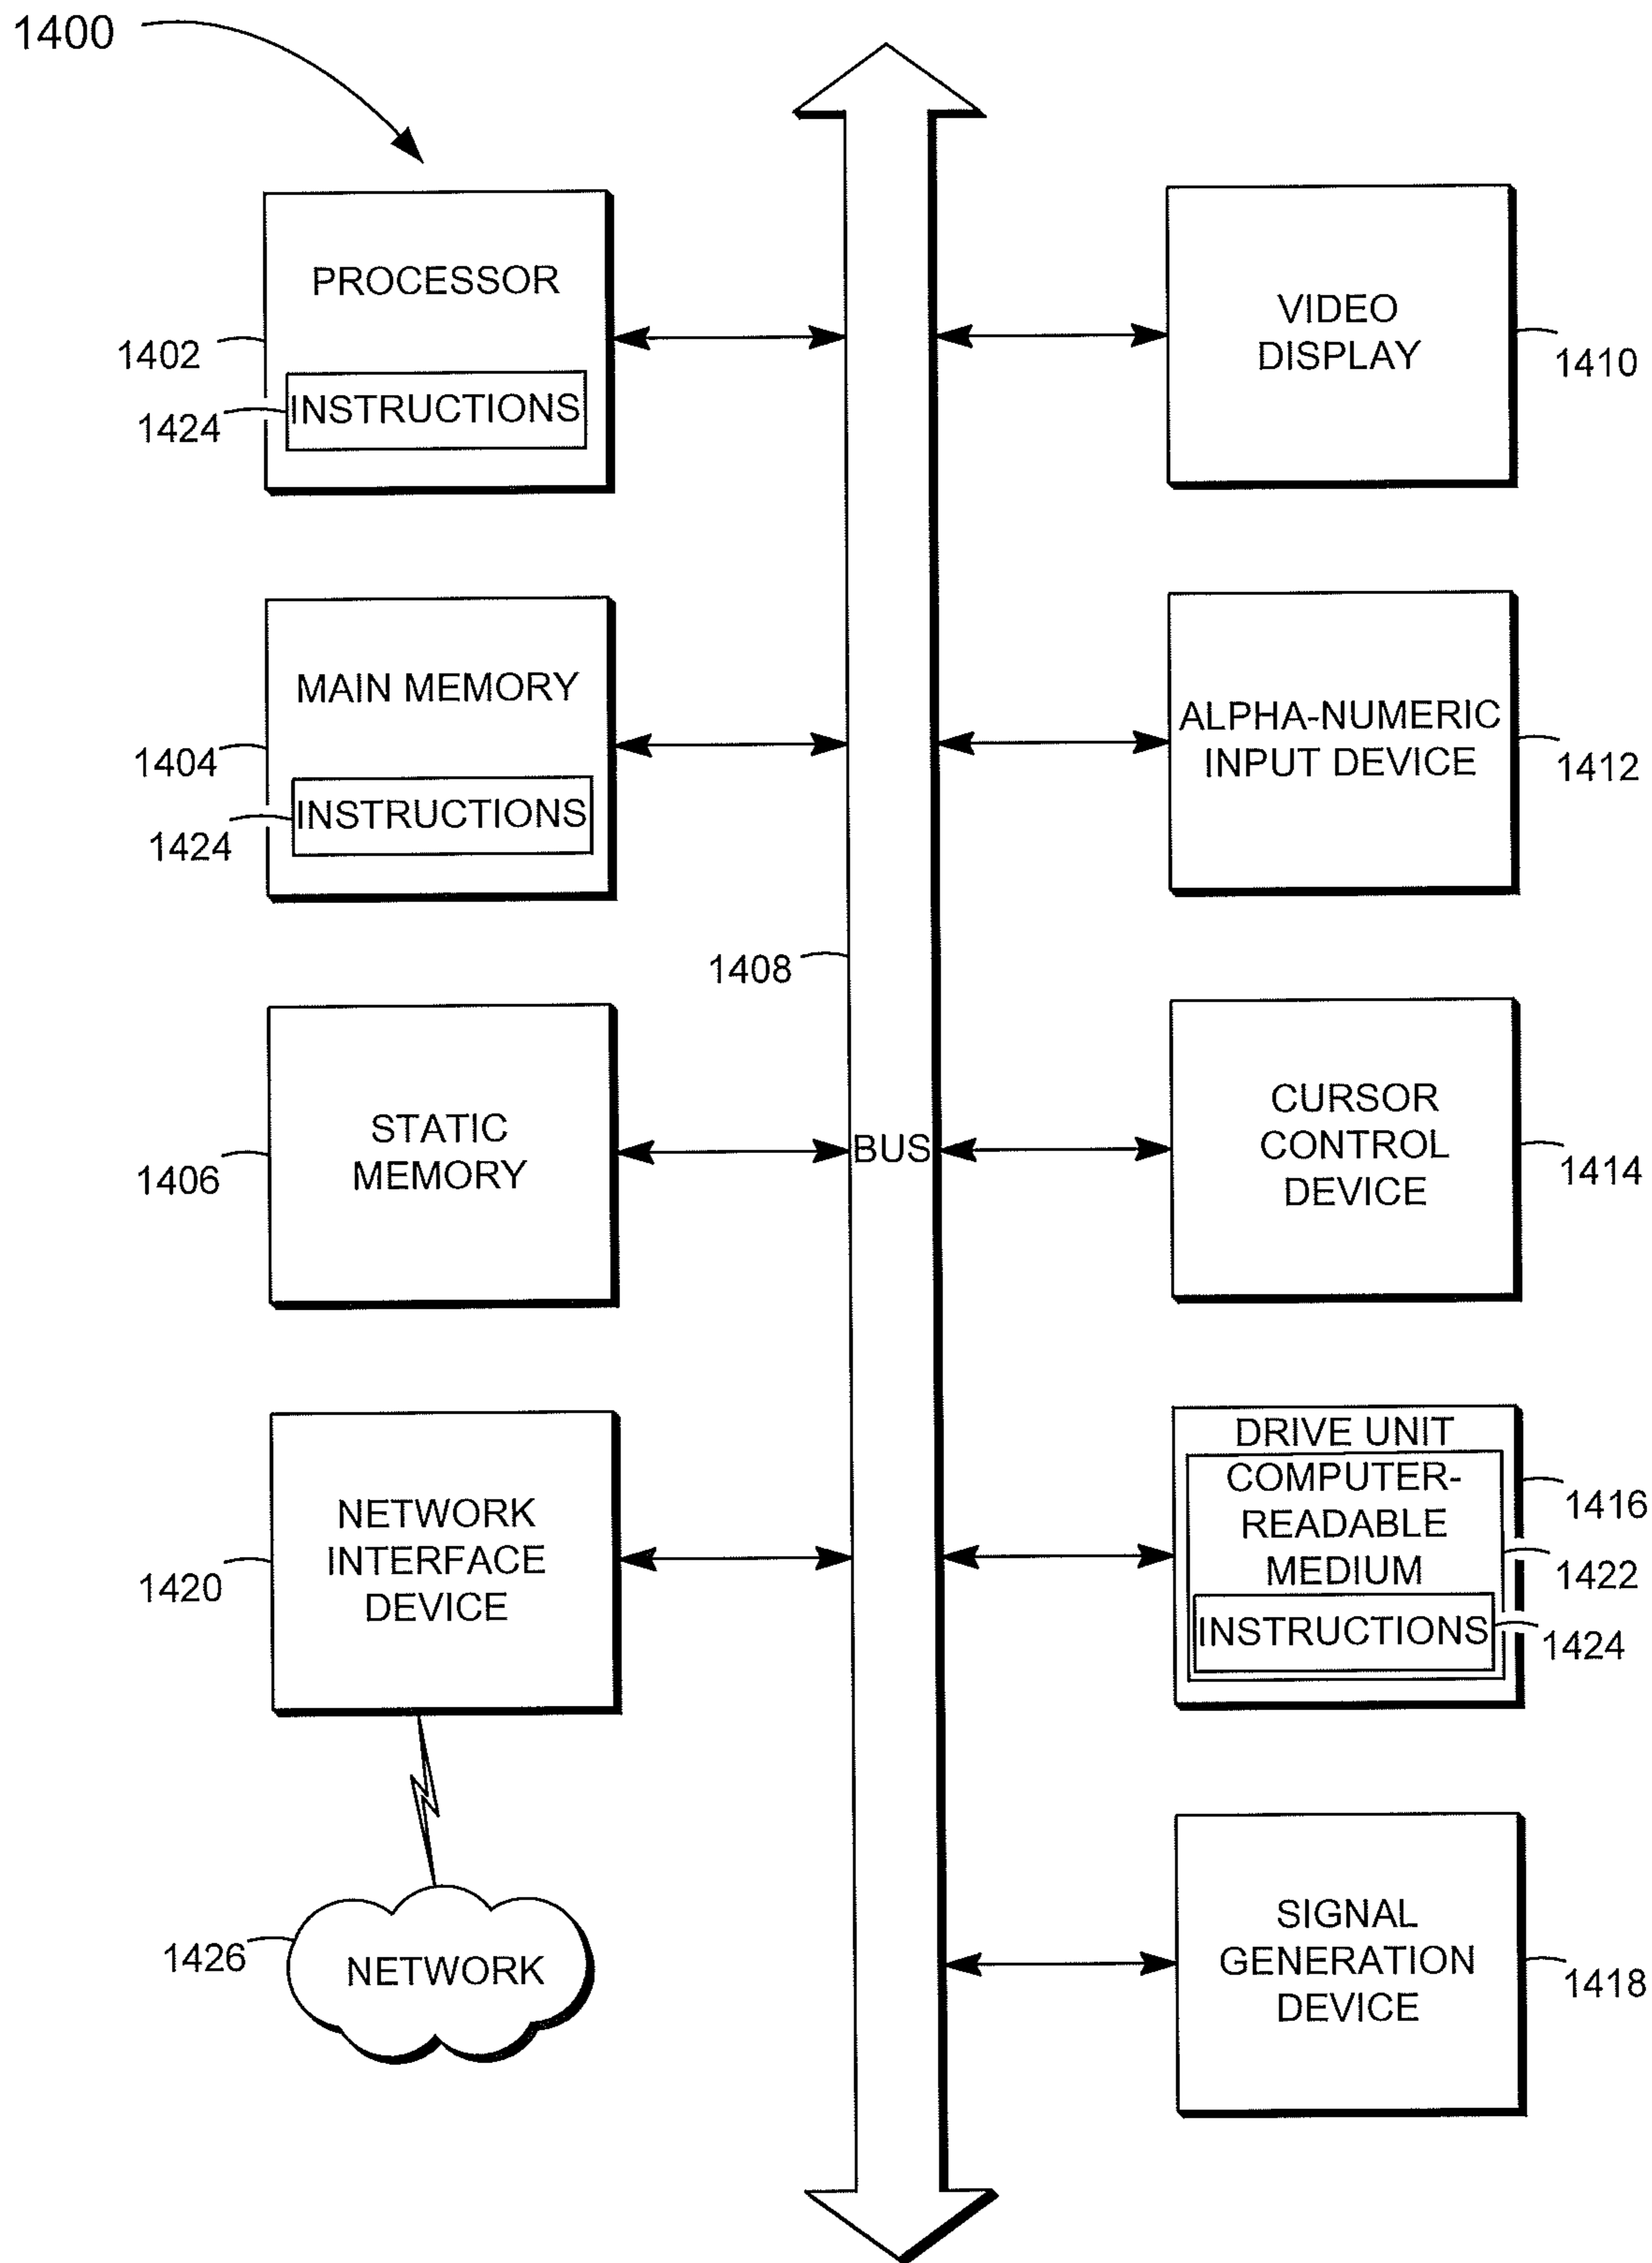 1400
PROCESSOR
1402
INSTRUCTIONS
1424
MAIN MEMORY
1404
INSTRUCTIONS
1424
1408
STATIC
MEMORY
1406
BUS
NETWORK
INTERFACE
DEVICE
1420
1426
NETWORK
VIDEO
DISPLAY
1410
ALPHA-NUMERIC
INPUT DEVICE
1412
CURSOR
CONTROL
DEVICE
1414
DRIVE UNIT
COMPUTER-
READABLE
MEDIUM
1416
1422
INSTRUCTIONS
1424
SIGNAL
GENERATION
DEVICE
1418